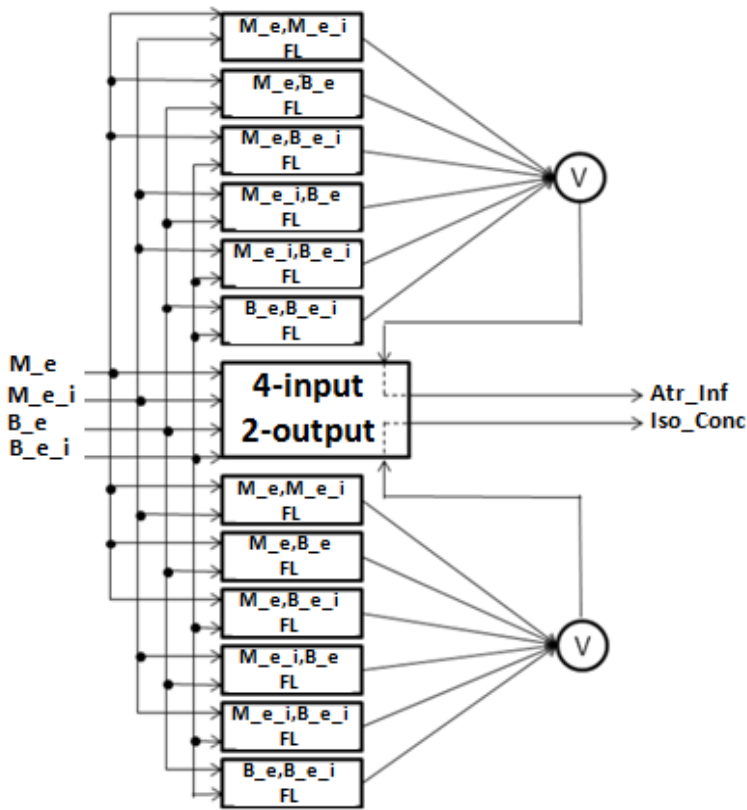 M_e,M_e_i
FL
M_e,B_e
FL
M_e,B_e_i
FL
M_e_i,B_e
FL
M_e_i,B_e_i
FL
B_e,B_e_i
FL
V
M_e
M_e_i
B_e
B_e_i
4-input
2-output
Atr_Inf
Iso_Conc
M_e,M_e_i
FL
M_e,B_e
FL
M_e,B_e_i
FL
M_e_i,B_e
FL
M_e_i,B_e_i
FL
B_e,B_e_i
FL
V